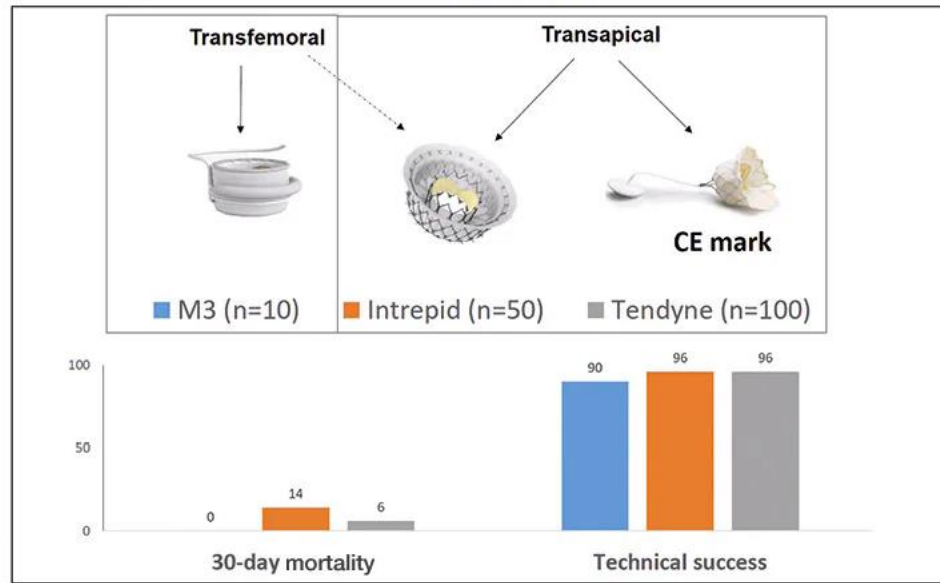 Transfemoral
Transapical
CE mark
M3 (n=10)
Intrepid (n=50)
Tendyne (n=100)
100
50
0
0
14
6
90
96
96
30-day mortality
Technical success